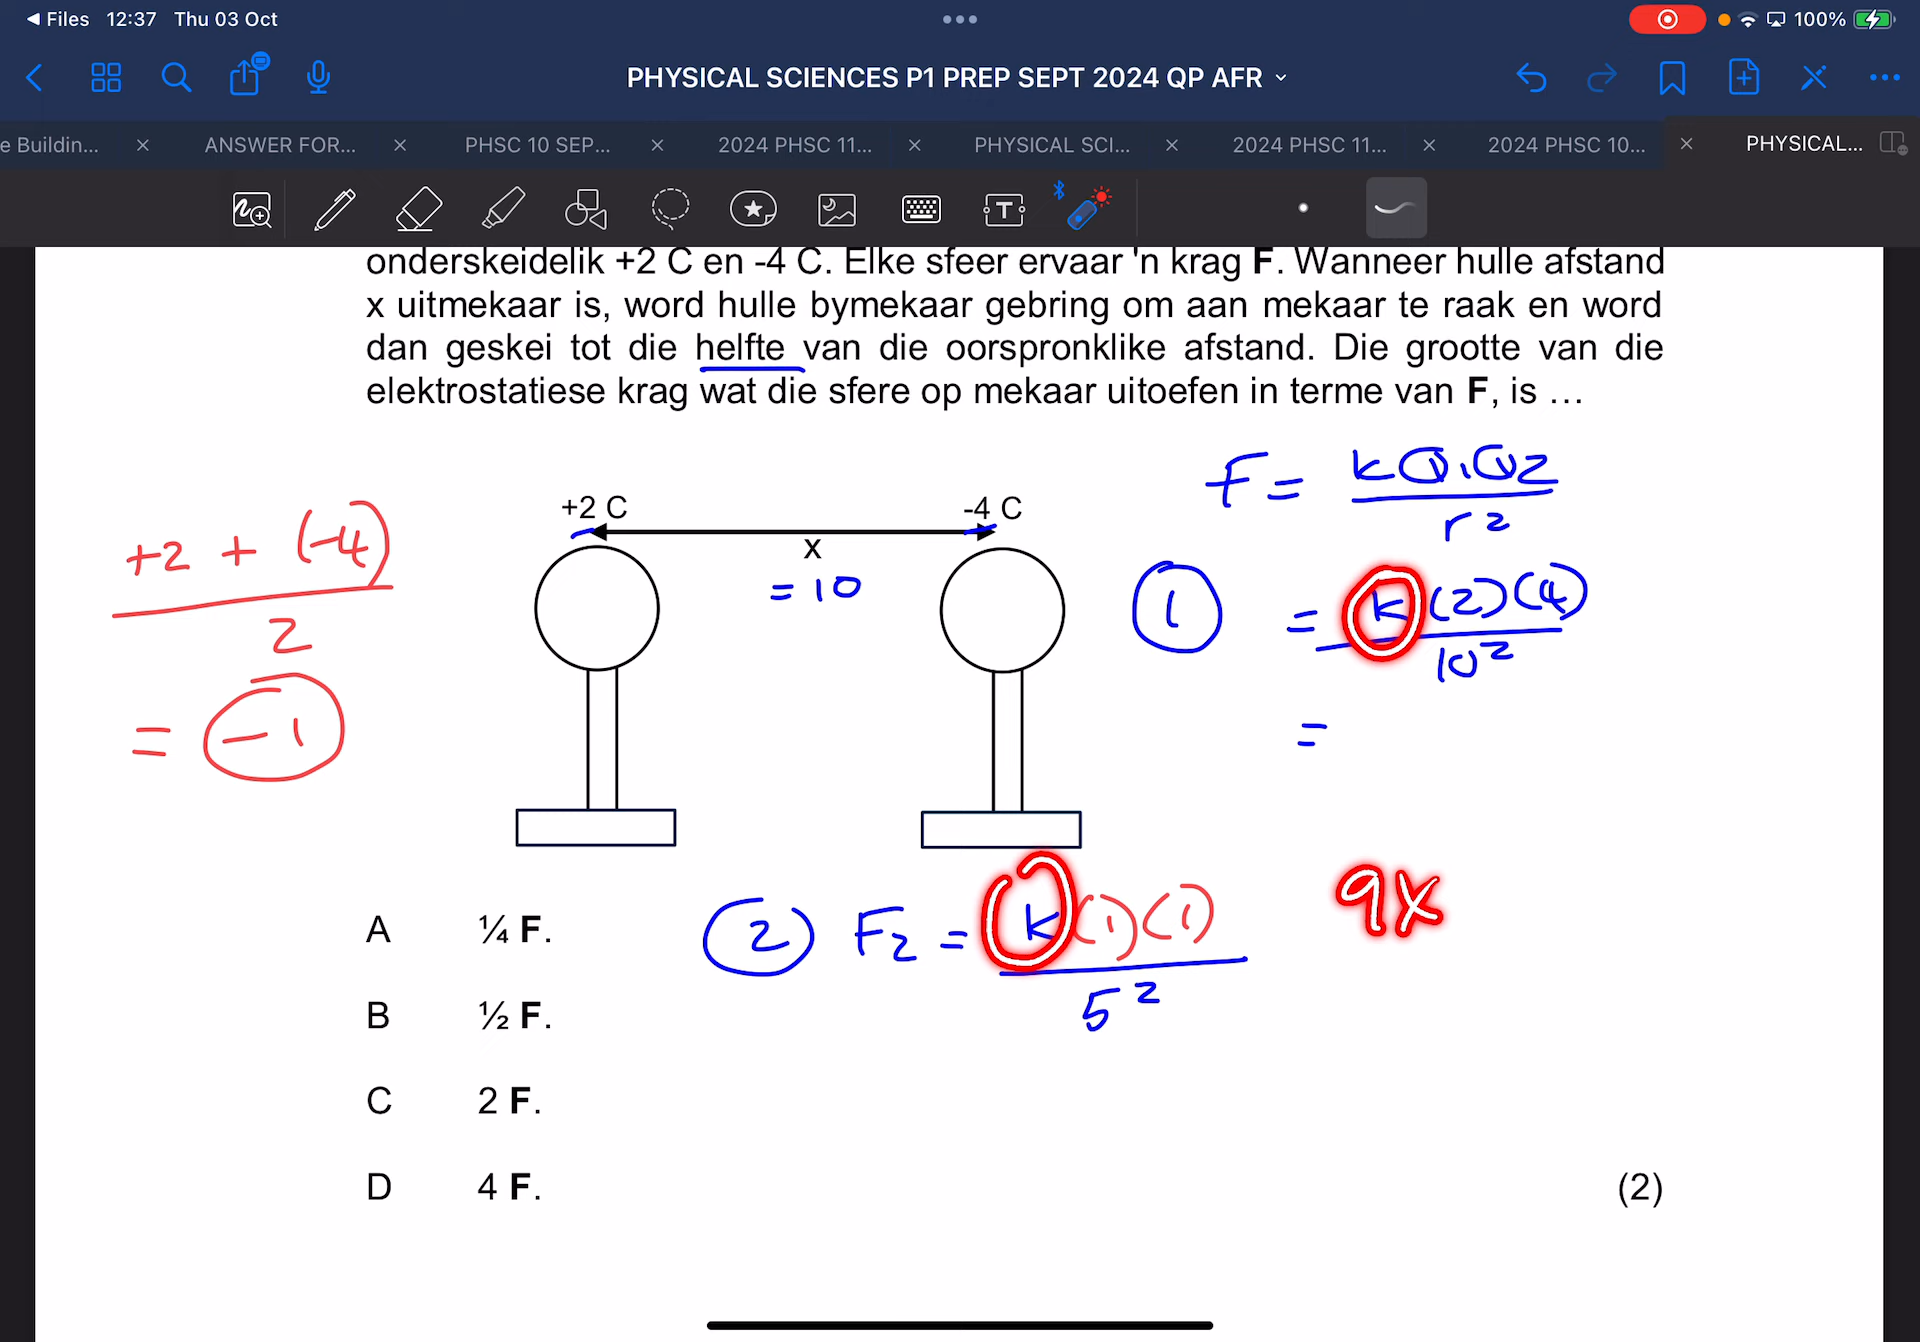 Files 12:37 Thu 03 Oct 100%
PHYSICAL SCIENCES P1 PREP SEPT 2024 QP AFR
e Buildin... ANSWER FOR... PHSC 10 SEP... 2024 PHSC 11... PHYSICAL SCI... 2024 PHSC 11... 2024 PHSC 10... PHYSICAL...
onderskeidelik +2 C en -4 C. Elke sfeer ervaar 'n krag F. Wanneer hulle afstand
x uitmekaar is, word hulle bymekaar gebring om aan mekaar te raak en word
dan geskei tot die helfte van die oorspronklike afstand. Die grootte van die
elektrostatiese krag wat die sfere op mekaar uitoefen in terme van F, is ...
F = kQ1Q2
r2
+2 C -4 C
x
= 10
+2 + (-4)
2
= -1
1 = k(2)(4)
10²
=
9x
A ¼ F.
2 F2 = k(1)(1)
5²
B ½ F.
C 2 F.
D 4 F.
(2)